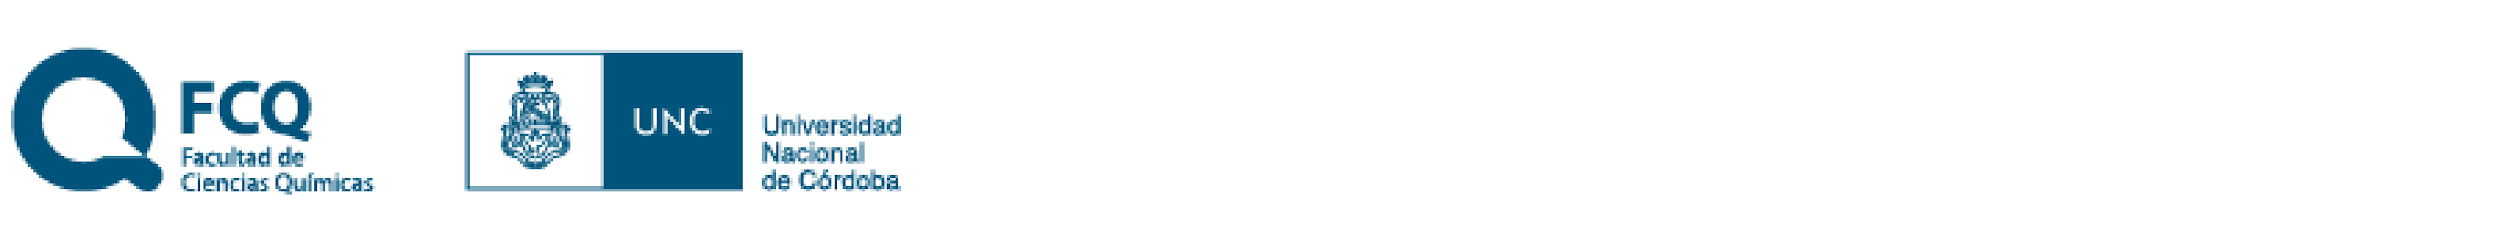 FCQ
Facultad de
Ciencias Químicas
UNC
Universidad
Nacional
de Córdoba